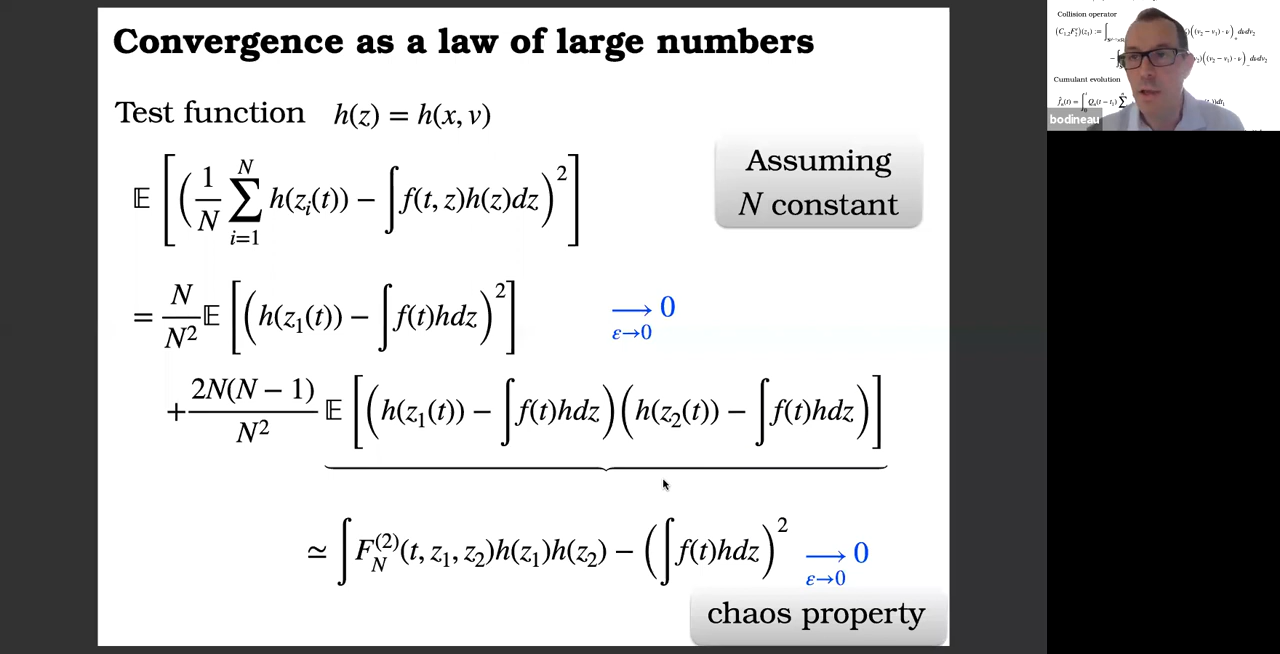 Convergence as a law of large numbers
Test function h(z) = h(x, v)
𝔼 [ ( 1/N ∑_{i=1}^{N} h(z_i(t)) − ∫ f(t, z)h(z)dz )^2 ]
Assuming
N constant
= N/N^2 𝔼 [ ( h(z_1(t)) − ∫ f(t)hdz )^2 ] ⟶_{ε→0} 0
+ 2N(N − 1)/N^2 𝔼 [ ( h(z_1(t)) − ∫ f(t)hdz ) ( h(z_2(t)) − ∫ f(t)hdz ) ]
≃ ∫ F_N^{(2)}(t, z_1, z_2)h(z_1)h(z_2) − ( ∫ f(t)hdz )^2 ⟶_{ε→0} 0
chaos property
Collision operator
Cumulant evolution
bodineau